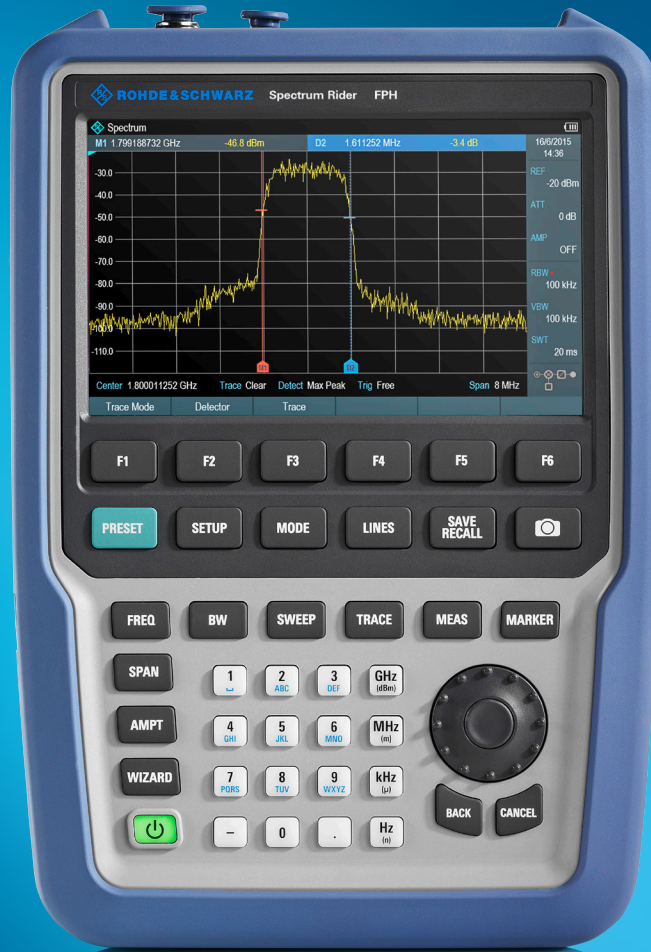 ROHDE&SCHWARZ Spectrum Rider FPH
Spectrum
M1 1.799188732 GHz -46.8 dBm D2 1.611252 MHz -3.4 dB 16/6/2015
14:36
REF
-20 dBm
ATT
0 dB
AMP
OFF
RBW
100 kHz
VBW
100 kHz
SWT
20 ms
-30.0
-40.0
-50.0
-60.0
-70.0
-80.0
-90.0
-100.0
-110.0
M1 D2
Center 1.800011252 GHz Trace Clear Detect Max Peak Trig Free Span 8 MHz
Trace Mode Detector Trace
F1 F2 F3 F4 F5 F6
PRESET SETUP MODE LINES SAVE RECALL
FREQ BW SWEEP TRACE MEAS MARKER
SPAN
AMPT
WIZARD
1 2 3 GHz
ABC DEF (dBm)
4 5 6 MHz
GHI JKL MNO (m)
7 8 9 kHz
PQRS TUV WXYZ (µ)
– 0 . Hz
(n)
BACK CANCEL